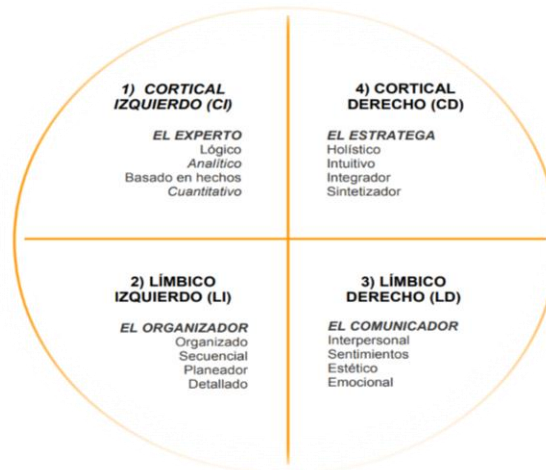 1) CORTICAL
IZQUIERDO (CI)
EL EXPERTO
Lógico
Analítico
Basado en hechos
Cuantitativo
4) CORTICAL
DERECHO (CD)
EL ESTRATEGA
Holístico
Intuitivo
Integrador
Sintetizador
2) LÍMBICO
IZQUIERDO (LI)
EL ORGANIZADOR
Organizado
Secuencial
Planeador
Detallado
3) LÍMBICO
DERECHO (LD)
EL COMUNICADOR
Interpersonal
Sentimientos
Estético
Emocional